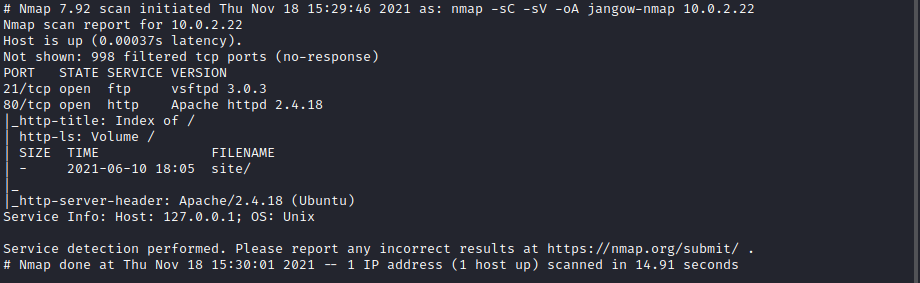 # Nmap 7.92 scan initiated Thu Nov 18 15:29:46 2021 as: nmap -sC -sV -oA jangow-nmap 10.0.2.22
Nmap scan report for 10.0.2.22
Host is up (0.00037s latency).
Not shown: 998 filtered tcp ports (no-response)
PORT   STATE SERVICE VERSION
21/tcp open  ftp     vsftpd 3.0.3
80/tcp open  http    Apache httpd 2.4.18
|_http-title: Index of /
| http-ls: Volume /
| SIZE  TIME              FILENAME
| -     2021-06-10 18:05  site/
|_
|_http-server-header: Apache/2.4.18 (Ubuntu)
Service Info: Host: 127.0.0.1; OS: Unix

Service detection performed. Please report any incorrect results at https://nmap.org/submit/ .
# Nmap done at Thu Nov 18 15:30:01 2021 -- 1 IP address (1 host up) scanned in 14.91 seconds